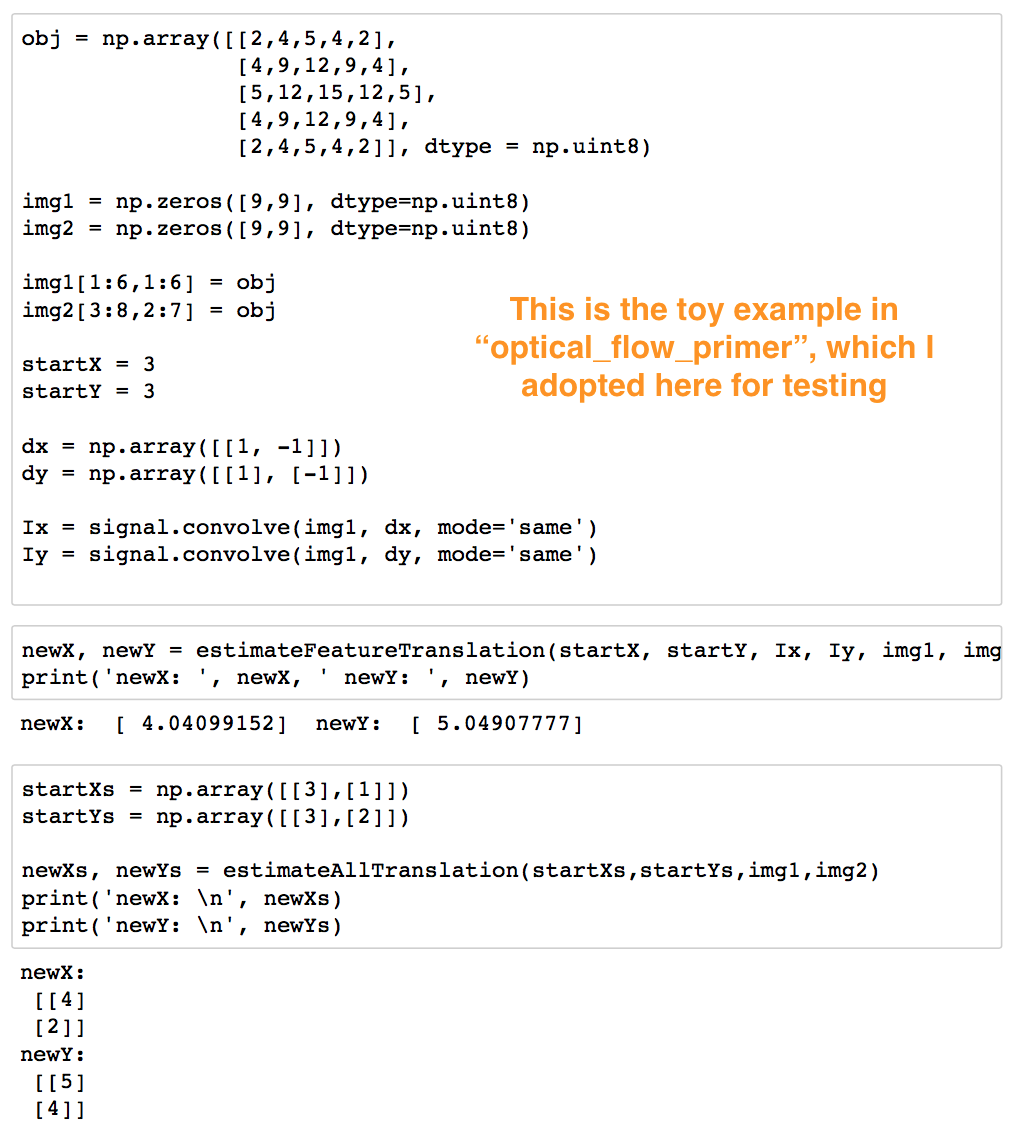 obj = np.array([[2,4,5,4,2],
[4,9,12,9,4],
[5,12,15,12,5],
[4,9,12,9,4],
[2,4,5,4,2]], dtype = np.uint8)
img1 = np.zeros([9,9], dtype=np.uint8)
img2 = np.zeros([9,9], dtype=np.uint8)
img1[1:6,1:6] = obj
img2[3:8,2:7] = obj
This is the toy example in
“optical_flow_primer”, which I
adopted here for testing
startX = 3
startY = 3
dx = np.array([[1, -1]])
dy = np.array([[1], [-1]])
Ix = signal.convolve(img1, dx, mode='same')
Iy = signal.convolve(img1, dy, mode='same')
newX, newY = estimateFeatureTranslation(startX, startY, Ix, Iy, img1, img
print('newX: ', newX, ' newY: ', newY)
newX:  [ 4.04099152]  newY:  [ 5.04907777]
startXs = np.array([[3],[1]])
startYs = np.array([[3],[2]])
newXs, newYs = estimateAllTranslation(startXs,startYs,img1,img2)
print('newX: \n', newXs)
print('newY: \n', newYs)
newX:
[[4]
[2]]
newY:
[[5]
[4]]